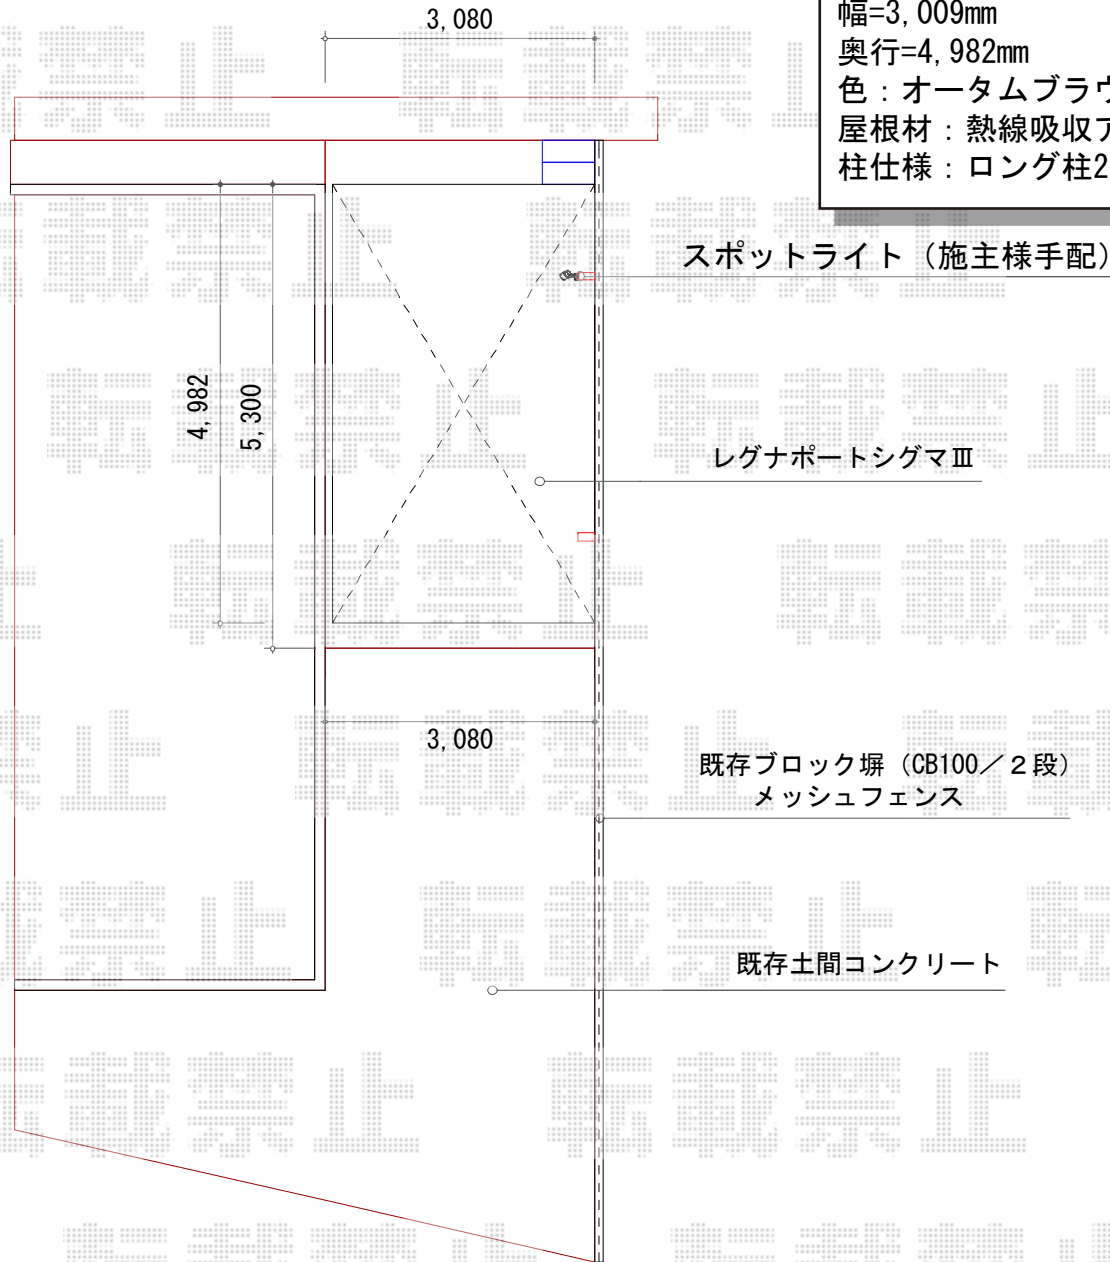 3,080
幅=3,009mm
奥行=4,982mm
色：オータムブラウ
屋根材：熱線吸収ア
柱仕様：ロング柱2
スポットライト（施主様手配）
4,982
5,300
レグナポートシグマⅢ
3,080
既存ブロック塀（CB100／２段）
メッシュフェンス
既存土間コンクリート
転載禁止